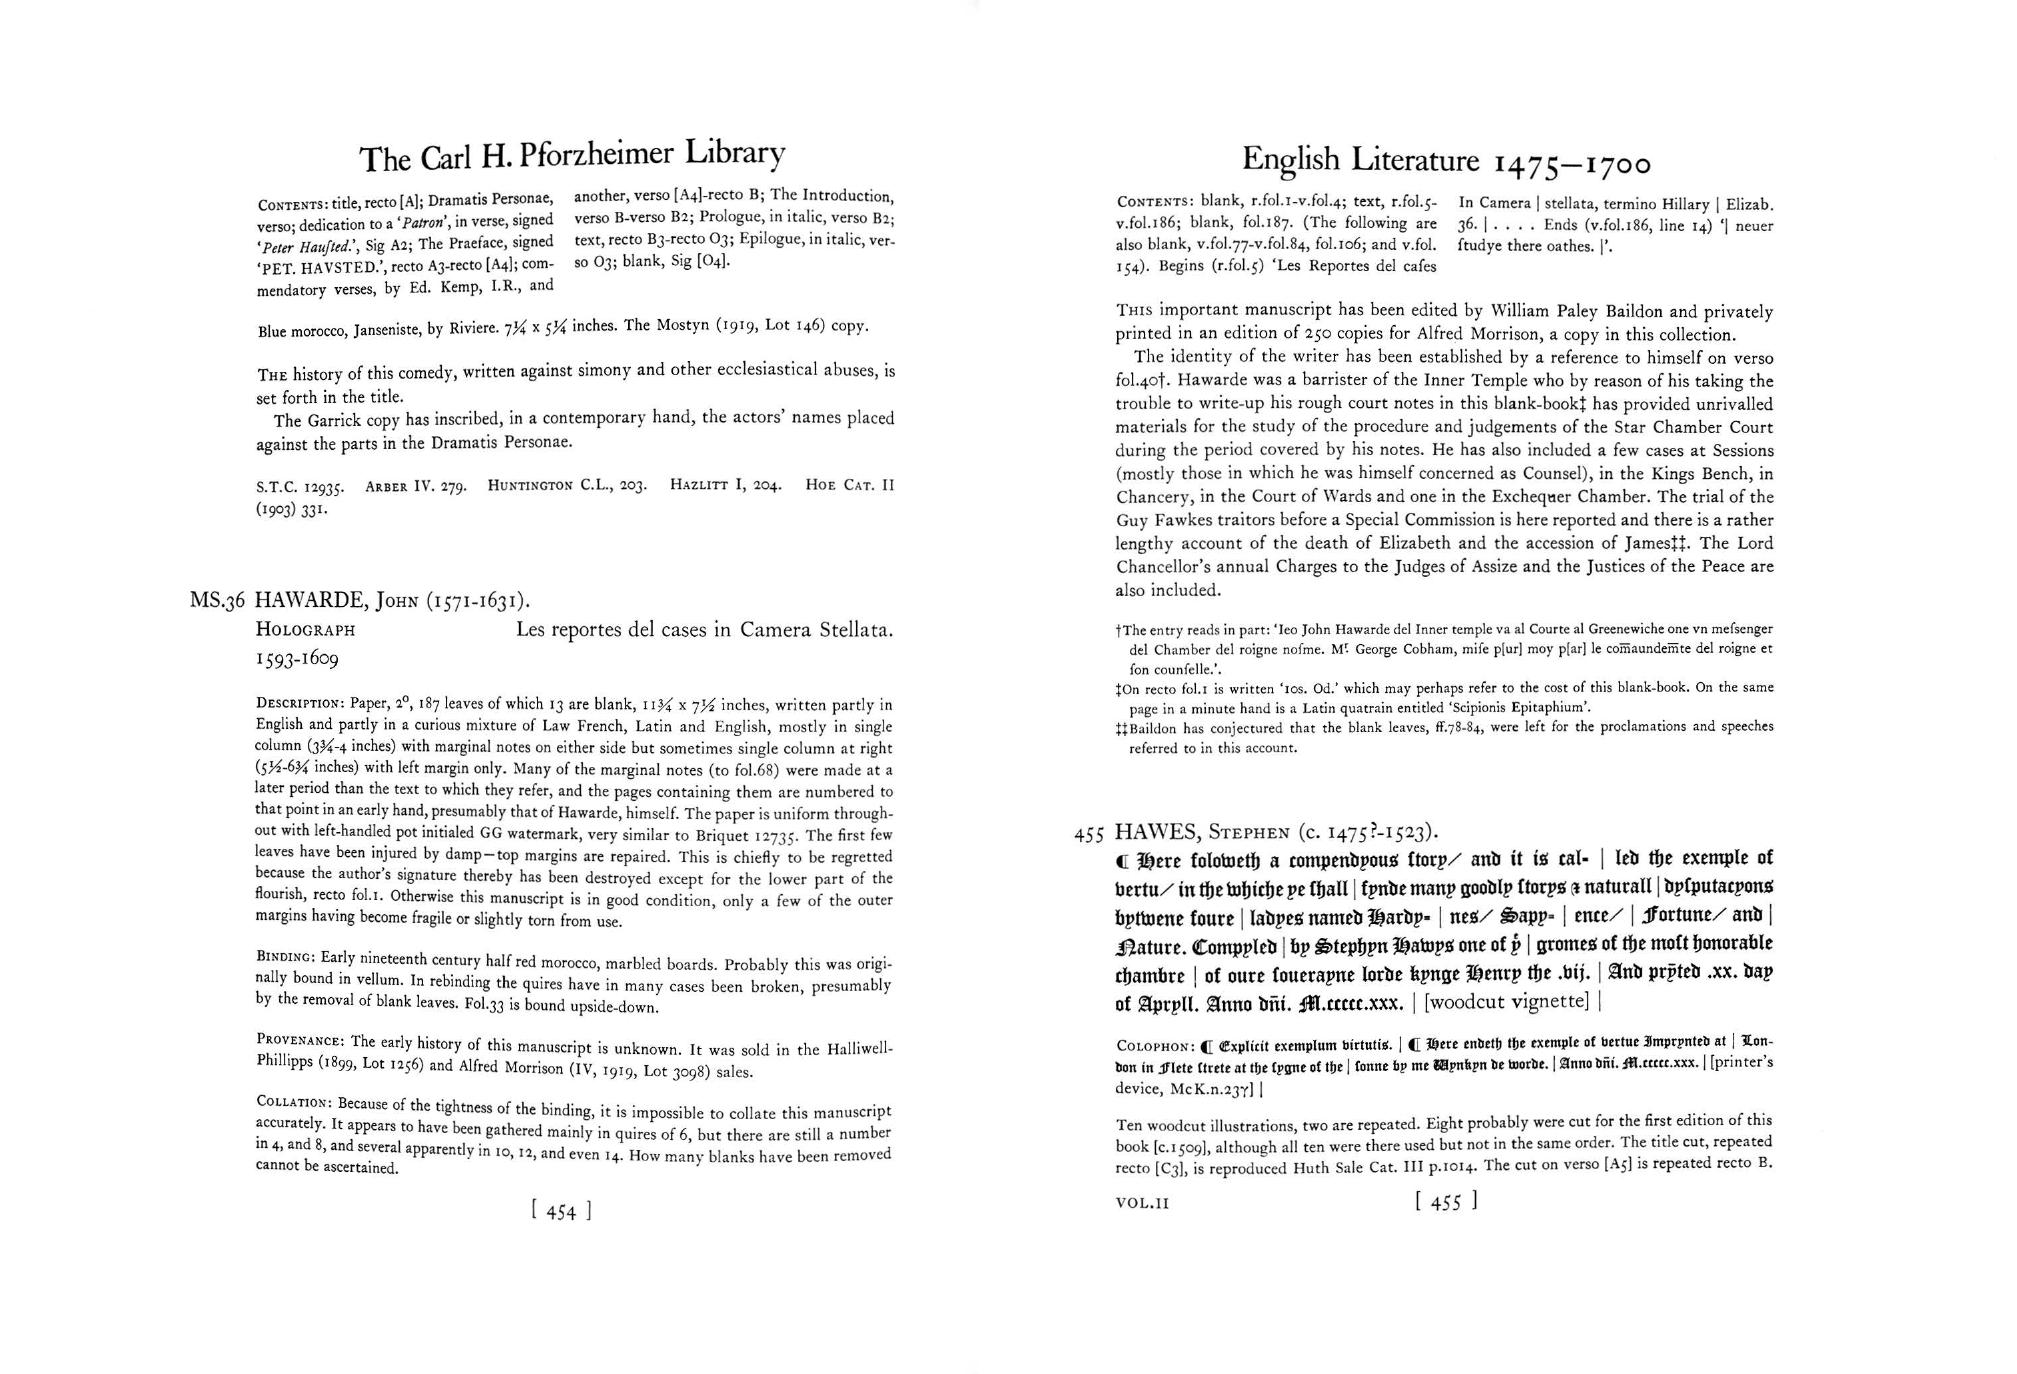 The Carl H. Pforzheimer Library
CONTENTS: title, recto [A]; Dramatis Personae,
verso; dedication to a ‘Patron’, in verse, signed
‘Peter Hauſted.’, Sig A2; The Praeface, signed
‘PET. HAVSTED.’, recto A3-recto [A4]; com-
mendatory verses, by Ed. Kemp, I.R., and
another, verso [A4]-recto B; The Introduction,
verso B-verso B2; Prologue, in italic, verso B2;
text, recto B3-recto O3; Epilogue, in italic, ver-
so O3; blank, Sig [O4].
Blue morocco, Janseniste, by Riviere. 7¼ x 5¼ inches. The Mostyn (1919, Lot 146) copy.
THE history of this comedy, written against simony and other ecclesiastical abuses, is
set forth in the title.
The Garrick copy has inscribed, in a contemporary hand, the actors’ names placed
against the parts in the Dramatis Personae.
S.T.C. 12935. ARBER IV. 279. HUNTINGTON C.L., 203. HAZLITT I, 204. HOE CAT. II
(1903) 331.
MS.36 HAWARDE, JOHN (1571-1631).
HOLOGRAPH Les reportes del cases in Camera Stellata.
1593-1609
DESCRIPTION: Paper, 2⁰, 187 leaves of which 13 are blank, 11¾ x 7½ inches, written partly in
English and partly in a curious mixture of Law French, Latin and English, mostly in single
column (3¾-4 inches) with marginal notes on either side but sometimes single column at right
(5½-6¾ inches) with left margin only. Many of the marginal notes (to fol.68) were made at a
later period than the text to which they refer, and the pages containing them are numbered to
that point in an early hand, presumably that of Hawarde, himself. The paper is uniform through-
out with left-handled pot initialed GG watermark, very similar to Briquet 12735. The first few
leaves have been injured by damp—top margins are repaired. This is chiefly to be regretted
because the author’s signature thereby has been destroyed except for the lower part of the
flourish, recto fol.1. Otherwise this manuscript is in good condition, only a few of the outer
margins having become fragile or slightly torn from use.
BINDING: Early nineteenth century half red morocco, marbled boards. Probably this was origi-
nally bound in vellum. In rebinding the quires have in many cases been broken, presumably
by the removal of blank leaves. Fol.33 is bound upside-down.
PROVENANCE: The early history of this manuscript is unknown. It was sold in the Halliwell-
Phillipps (1899, Lot 1256) and Alfred Morrison (IV, 1919, Lot 3098) sales.
COLLATION: Because of the tightness of the binding, it is impossible to collate this manuscript
accurately. It appears to have been gathered mainly in quires of 6, but there are still a number
in 4, and 8, and several apparently in 10, 12, and even 14. How many blanks have been removed
cannot be ascertained.
[ 454 ]
English Literature 1475—1700
CONTENTS: blank, r.fol.1-v.fol.4; text, r.fol.5-
v.fol.186; blank, fol.187. (The following are
also blank, v.fol.77-v.fol.84, fol.106; and v.fol.
154). Begins (r.fol.5) ‘Les Reportes del caſes
In Camera | stellata, termino Hillary | Elizab.
36. | . . . . Ends (v.fol.186, line 14) ‘| neuer
ſtudye there oathes. |’.
THIS important manuscript has been edited by William Paley Baildon and privately
printed in an edition of 250 copies for Alfred Morrison, a copy in this collection.
The identity of the writer has been established by a reference to himself on verso
fol.40†. Hawarde was a barrister of the Inner Temple who by reason of his taking the
trouble to write-up his rough court notes in this blank-book‡ has provided unrivalled
materials for the study of the procedure and judgements of the Star Chamber Court
during the period covered by his notes. He has also included a few cases at Sessions
(mostly those in which he was himself concerned as Counsel), in the Kings Bench, in
Chancery, in the Court of Wards and one in the Exchequer Chamber. The trial of the
Guy Fawkes traitors before a Special Commission is here reported and there is a rather
lengthy account of the death of Elizabeth and the accession of James‡‡. The Lord
Chancellor’s annual Charges to the Judges of Assize and the Justices of the Peace are
also included.
†The entry reads in part: ‘Ieo John Hawarde del Inner temple va al Courte al Greenewiche one vn meſsenger
del Chamber del roigne noſme. Mʳ. George Cobham, miſe p[ur] moy p[ar] le com̅aundem̅te del roigne et
ſon counſelle.’.
‡On recto fol.1 is written ‘10s. Od.’ which may perhaps refer to the cost of this blank-book. On the same
page in a minute hand is a Latin quatrain entitled ‘Scipionis Epitaphium’.
‡‡Baildon has conjectured that the blank leaves, ff.78-84, were left for the proclamations and speeches
referred to in this account.
455 HAWES, STEPHEN (c. 1475?-1523).
¶ Here foloweth a compendyous ſtory/ and it is cal- | led the exemple of
vertu/ in the whiche ye ſhall | fynde many goodly ſtorys ⁊ naturall | dyſputacyons
bytwene foure | ladyes named Hardy- | nes/ Sapy- | ence/ | Fortune/ and |
Nature. Compyled | by Stephyn Hawys one of yͤ | gromes of the moſt honorable
chambre | of oure ſouerayne lorde kynge Henry the .vij. | And prȳted .xx. day
of Apryll. Anno dn̄i. M.ccccc.xxx. | [woodcut vignette] |
COLOPHON: ¶ Explicit exemplum virtutis. | ¶ Here endeth the exemple of vertue Imprynted at | Lon-
don in Flete ſtrete at the ſygne of the | ſonne by me Wynkyn de worde. | Anno dn̄i. M.ccccc.xxx. | [printer’s
device, McK.n.237] |
Ten woodcut illustrations, two are repeated. Eight probably were cut for the first edition of this
book [c.1509], although all ten were there used but not in the same order. The title cut, repeated
recto [C3], is reproduced Huth Sale Cat. III p.1014. The cut on verso [A5] is repeated recto B.
VOL.II [ 455 ]